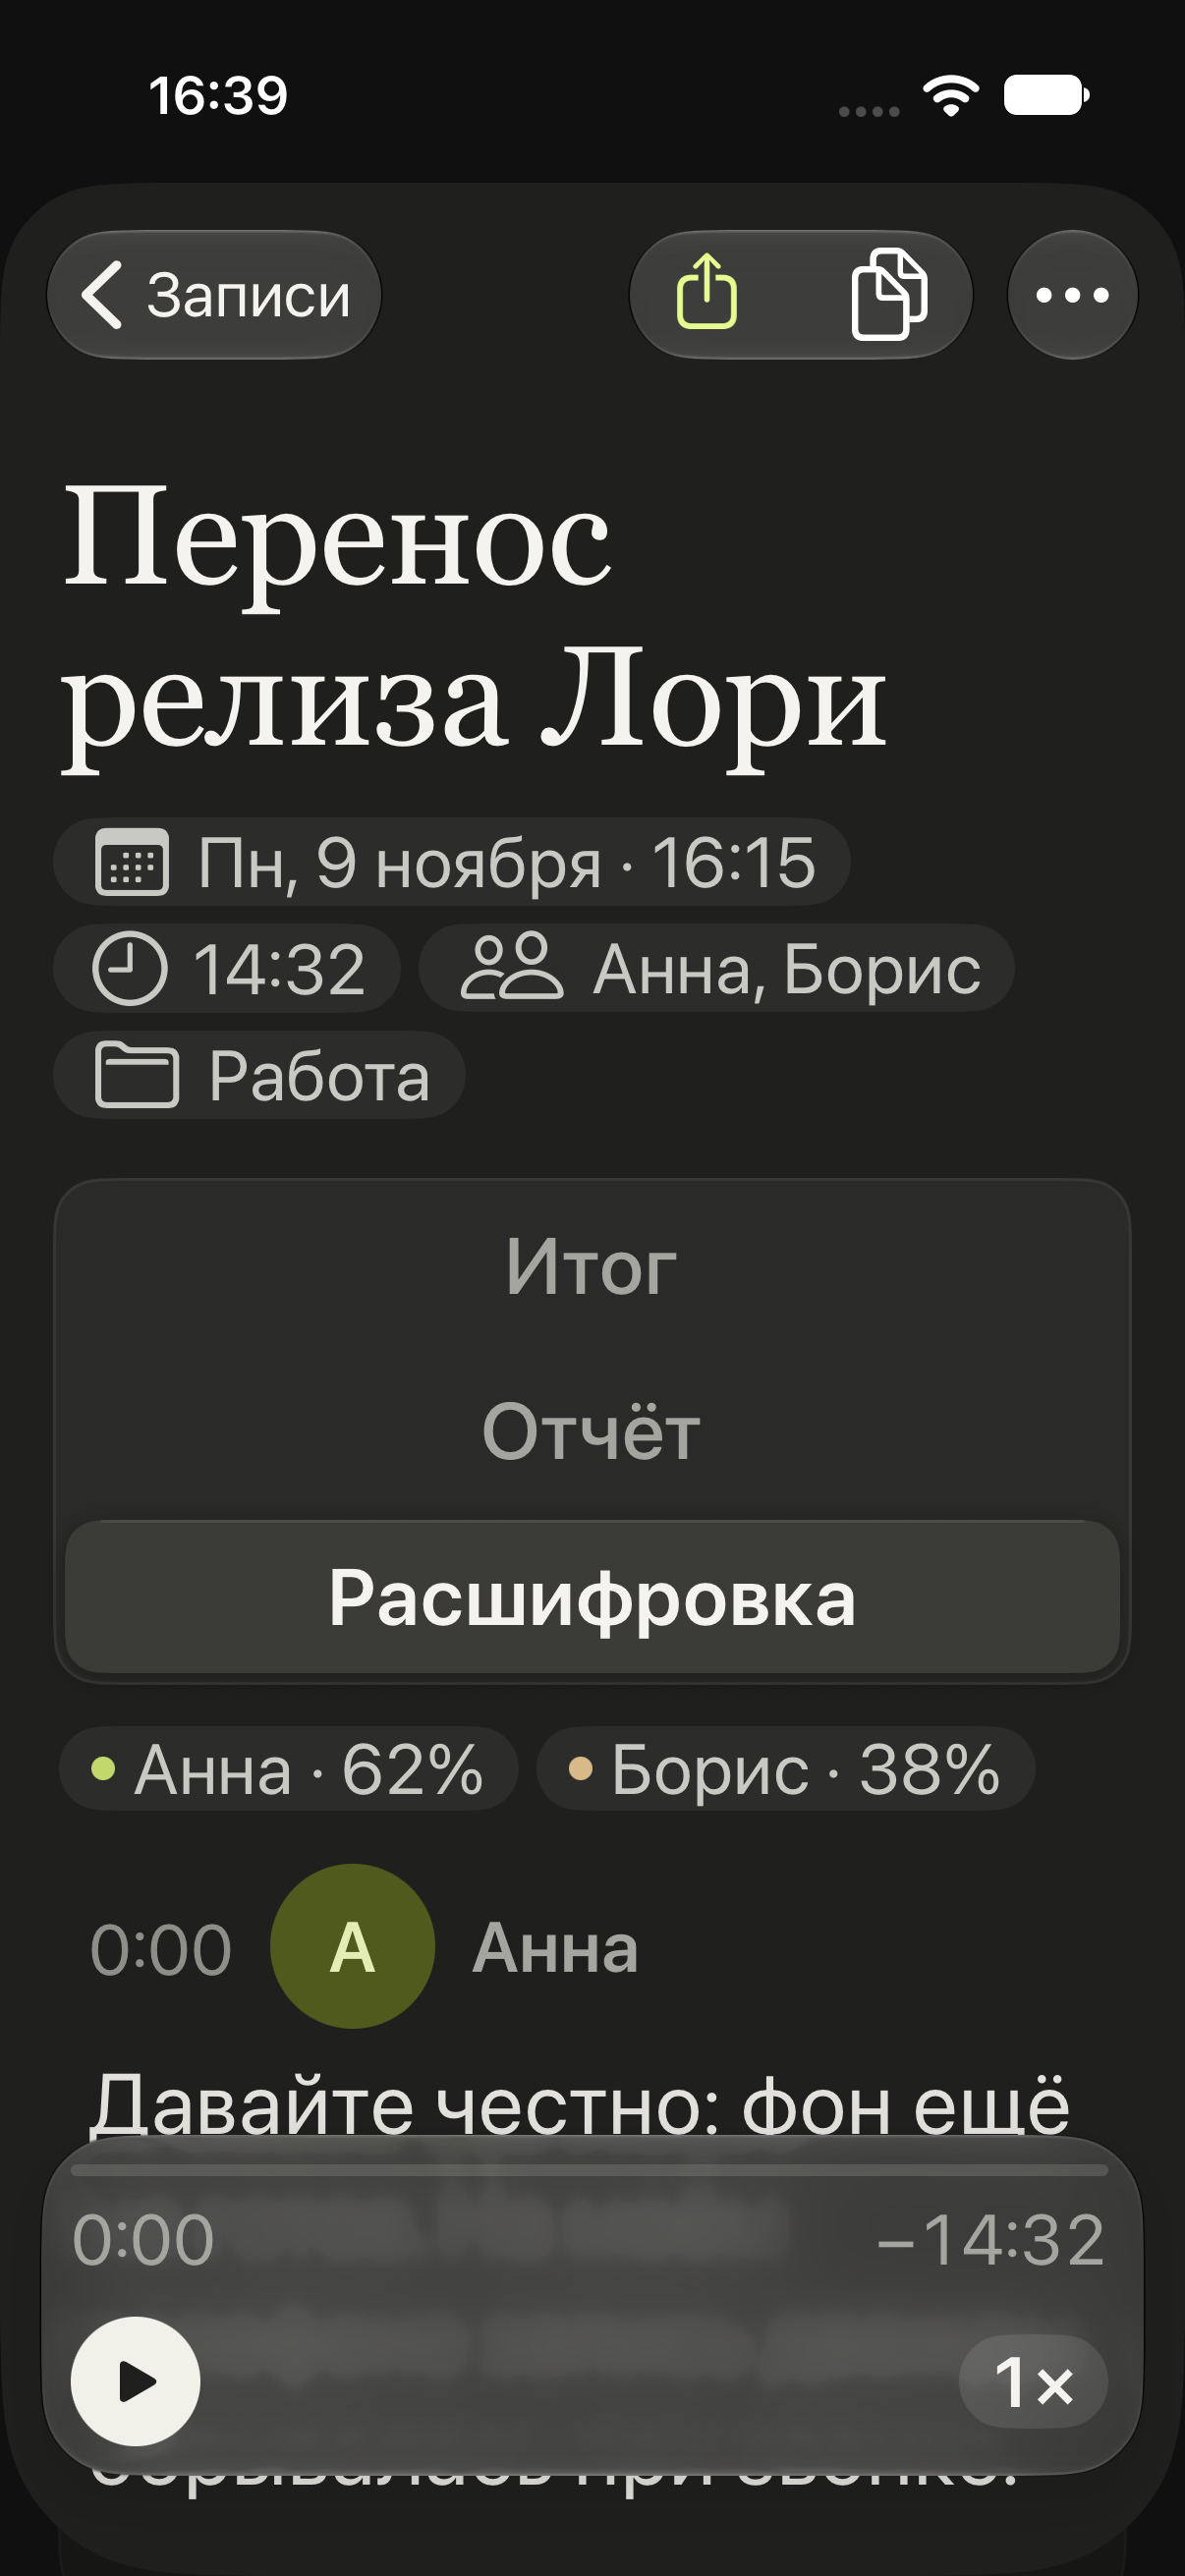 16:39
Записи
Перенос
релиза Лори
Пн, 9 ноября · 16:15
14:32
Анна, Борис
Работа
Итог
Отчёт
Расшифровка
Анна · 62%
Борис · 38%
0:00
А
Анна
Давайте честно: фон ещё
0:00
−14:32
1×